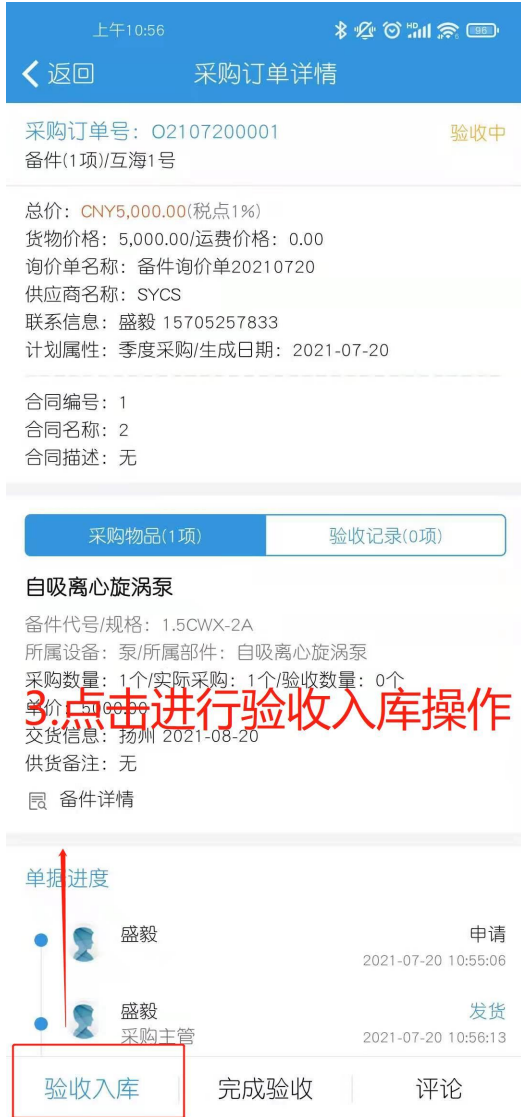 上午10:56
HD
95
返回
采购订单详情
采购订单号：O2107200001
验收中
备件(1项)/互海1号
总价：CNY5,000.00(税点1%)
货物价格：5,000.00/运费价格：0.00
询价单名称：备件询价单20210720
供应商名称：SYCS
联系信息：盛毅 15705257833
计划属性：季度采购/生成日期：2021-07-20
合同编号：1
合同名称：2
合同描述：无
采购物品(1项)
验收记录(0项)
自吸离心旋涡泵
备件代号/规格：1.5CWX-2A
所属设备：泵/所属部件：自吸离心旋涡泵
采购数量：1个/实际采购：1个/验收数量：0个
3.点击进行验收入库操作
单价：5000.00
交货信息：扬州 2021-08-20
供货备注：无
备件详情
单据进度
盛毅
申请
2021-07-20 10:55:06
盛毅
发货
采购主管
2021-07-20 10:56:13
验收入库
完成验收
评论